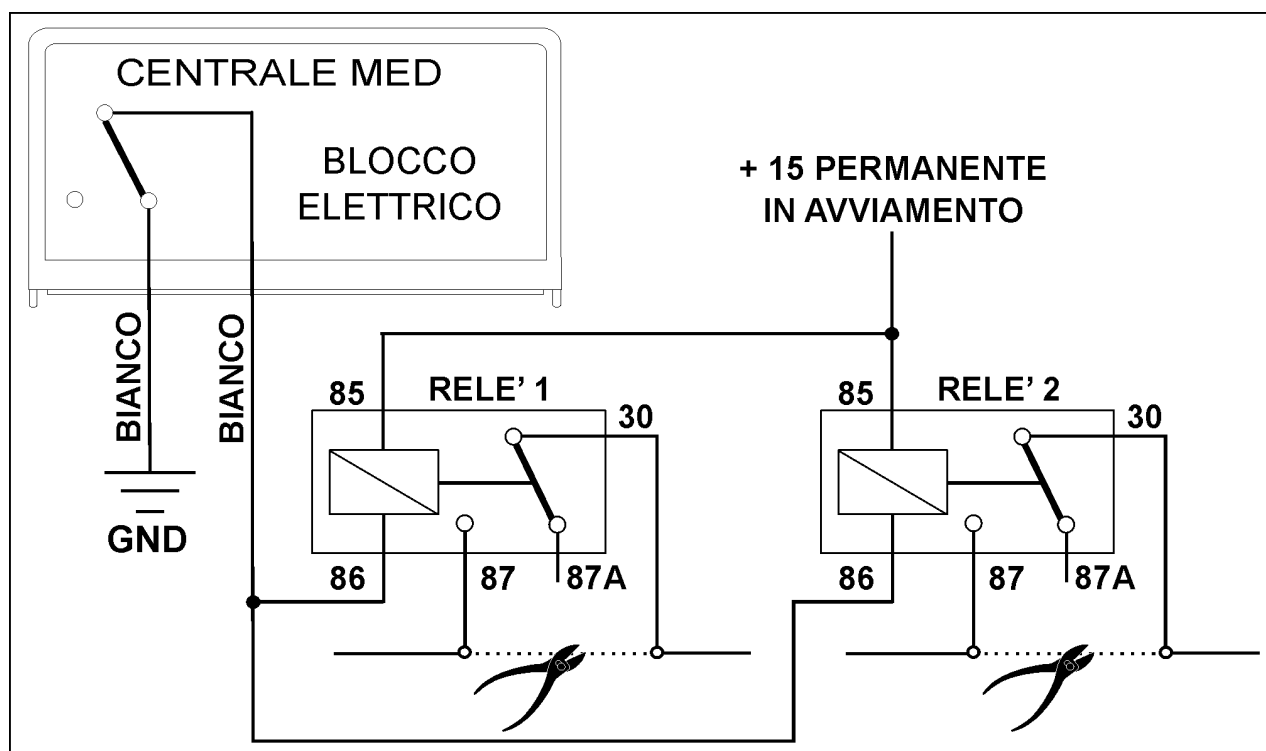 CENTRALE MED
BLOCCO
ELETTRICO
+ 15 PERMANENTE
IN AVVIAMENTO
BIANCO
BIANCO
GND
85
RELE' 1
30
86
87
87A
85
RELE' 2
30
86
87
87A